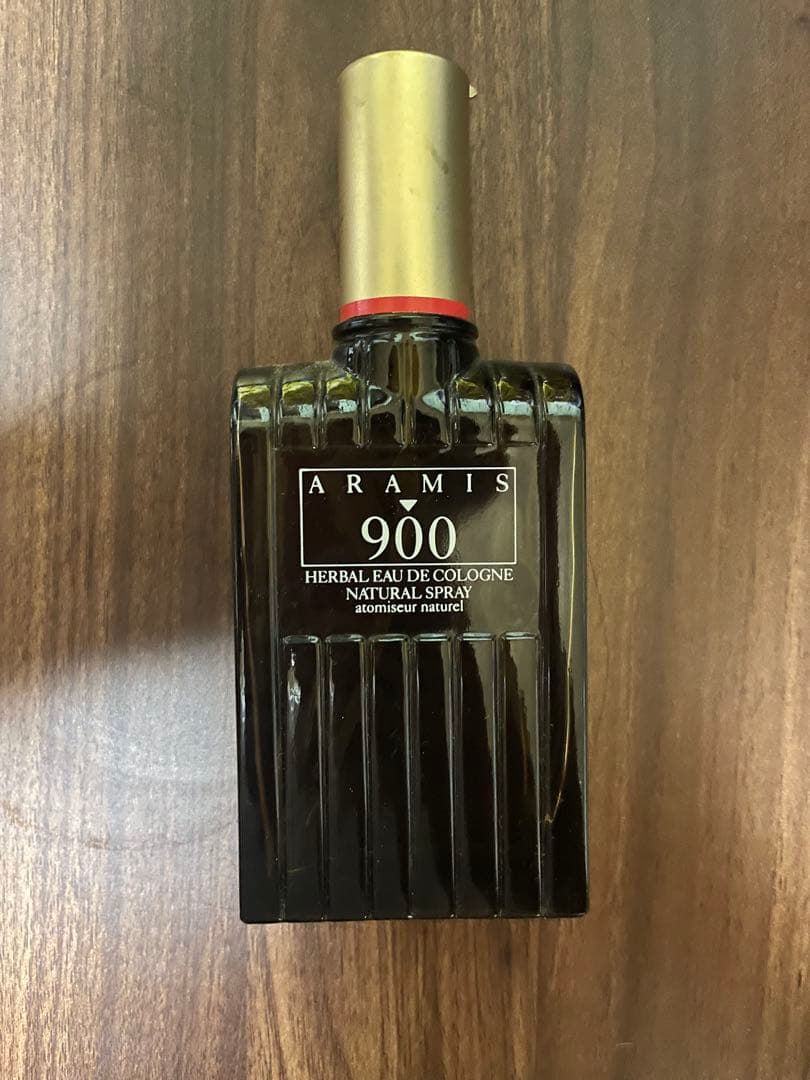 ARAMIS
900
HERBAL EAU DE COLOGNE
NATURAL SPRAY
atomiseur naturel